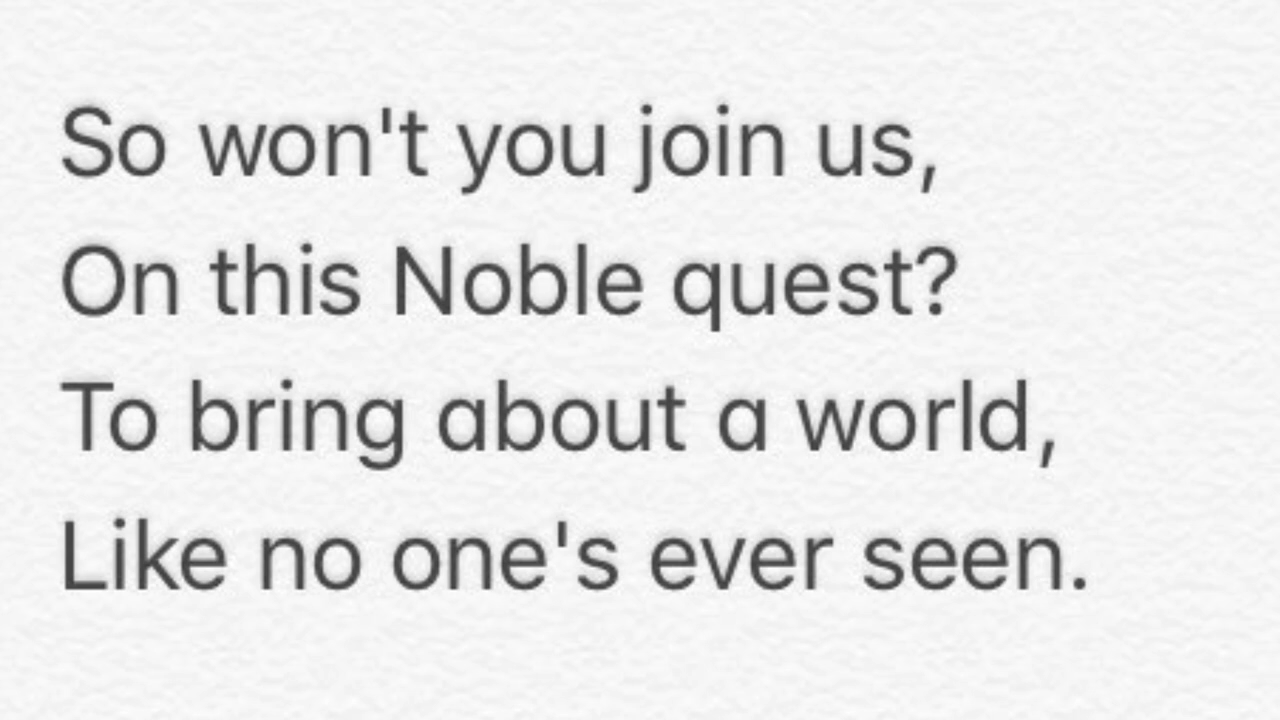 So won't you join us,
On this Noble quest?
To bring about a world,
Like no one's ever seen.